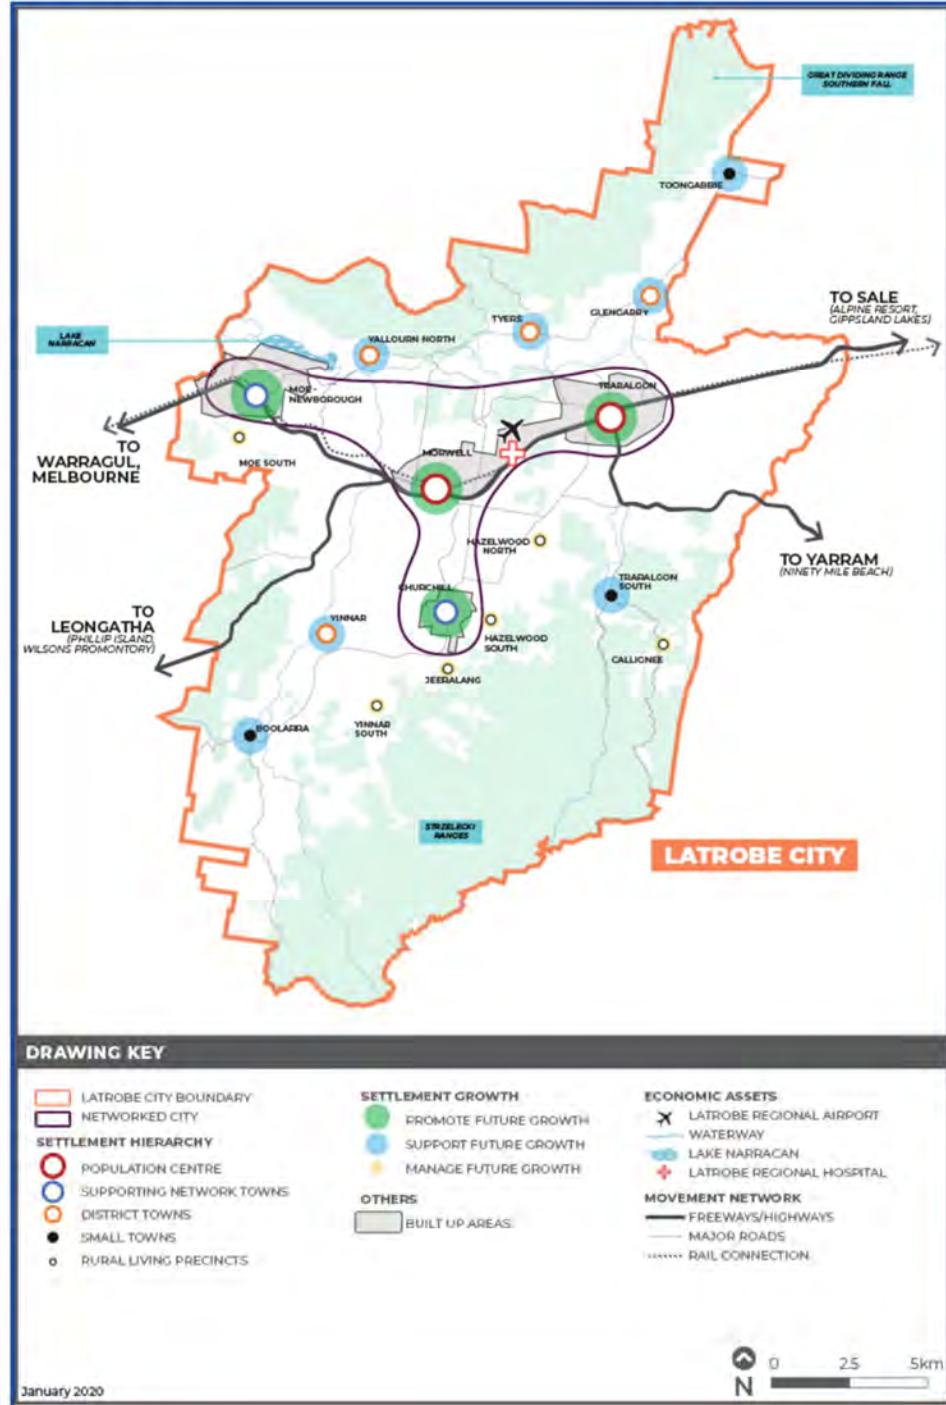 GREAT DIVIDING RANGE
SOUTHERN FALL
TOONGABBIE
TO SALE
(ALPINE RESORT,
GIPPSLAND LAKES)
GLENGARRY
TYERS
LAKE
NARRACAN
YALLOURN NORTH
MOE -
NEWBOROUGH
TRARALGON
TO
WARRAGUL,
MELBOURNE
MOE SOUTH
MORWELL
HAZELWOOD
NORTH
TO YARRAM
(NINETY MILE BEACH)
TRARALGON
SOUTH
CHURCHILL
TO
LEONGATHA
(PHILLIP ISLAND,
WILSONS PROMONTORY)
YINNAR
HAZELWOOD
SOUTH
CALLIGNEE
JEERALANG
YINNAR
SOUTH
BOOLARRA
STRZELECKI
RANGES
LATROBE CITY
DRAWING KEY
LATROBE CITY BOUNDARY
NETWORKED CITY
SETTLEMENT HIERARCHY
POPULATION CENTRE
SUPPORTING NETWORK TOWNS
DISTRICT TOWNS
SMALL TOWNS
RURAL LIVING PRECINCTS
SETTLEMENT GROWTH
PROMOTE FUTURE GROWTH
SUPPORT FUTURE GROWTH
MANAGE FUTURE GROWTH
OTHERS
BUILT UP AREAS
ECONOMIC ASSETS
LATROBE REGIONAL AIRPORT
WATERWAY
LAKE NARRACAN
LATROBE REGIONAL HOSPITAL
MOVEMENT NETWORK
FREEWAYS/HIGHWAYS
MAJOR ROADS
RAIL CONNECTION
N
0 2.5 5km
January 2020